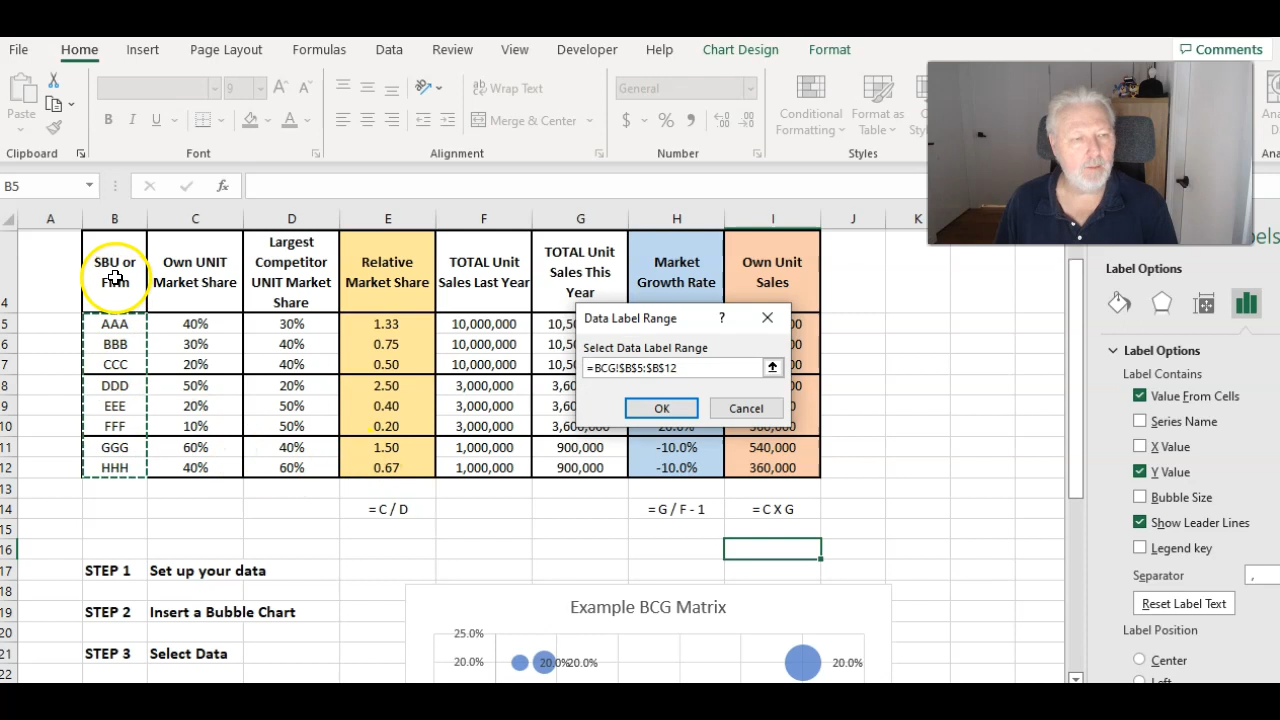 File Home Insert Page Layout Formulas Data Review View Developer Help Chart Design Format Comments
9 A A Wrap Text General
Paste B I U A Merge & Center $ % 9 Conditional Format as
Formatting Table
Clipboard Font Alignment Number Styles
B5 fx
A B C D E F G H I J K
4 SBU or Firm Own UNIT Market Share Largest Competitor UNIT Market Share Relative Market Share TOTAL Unit Sales Last Year TOTAL Unit Sales This Year Market Growth Rate Own Unit Sales
5 AAA 40% 30% 1.33 10,000,000
6 BBB 30% 40% 0.75 10,000,000
7 CCC 20% 40% 0.50 10,000,000
8 DDD 50% 20% 2.50 3,000,000
9 EEE 20% 50% 0.40 3,000,000
10 FFF 10% 50% 0.20 3,000,000
11 GGG 60% 40% 1.50 1,000,000 900,000 -10.0% 540,000
12 HHH 40% 60% 0.67 1,000,000 900,000 -10.0% 360,000
13
14 = C / D = G / F - 1 = C X G
15
16
17 STEP 1 Set up your data
18
19 STEP 2 Insert a Bubble Chart
20
21 STEP 3 Select Data
22
Data Label Range ?
Select Data Label Range
=BCG!$B$5:$B$12
OK Cancel
Example BCG Matrix
25.0%
20.0% 20.0% 20.0% 20.0%
Label Options
Label Options
Label Contains
Value From Cells
Series Name
X Value
Y Value
Bubble Size
Show Leader Lines
Legend key
Separator ,
Reset Label Text
Label Position
Center